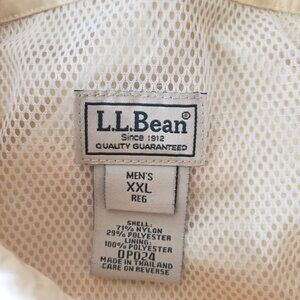 L.L.Bean®
Since 1912
QUALITY GUARANTEED
MEN'S
XXL
REG
SHELL:
71% NYLON
29% POLYESTER
LINING:
100% POLYESTER
0P024
MADE IN THAILAND
CARE ON REVERSE